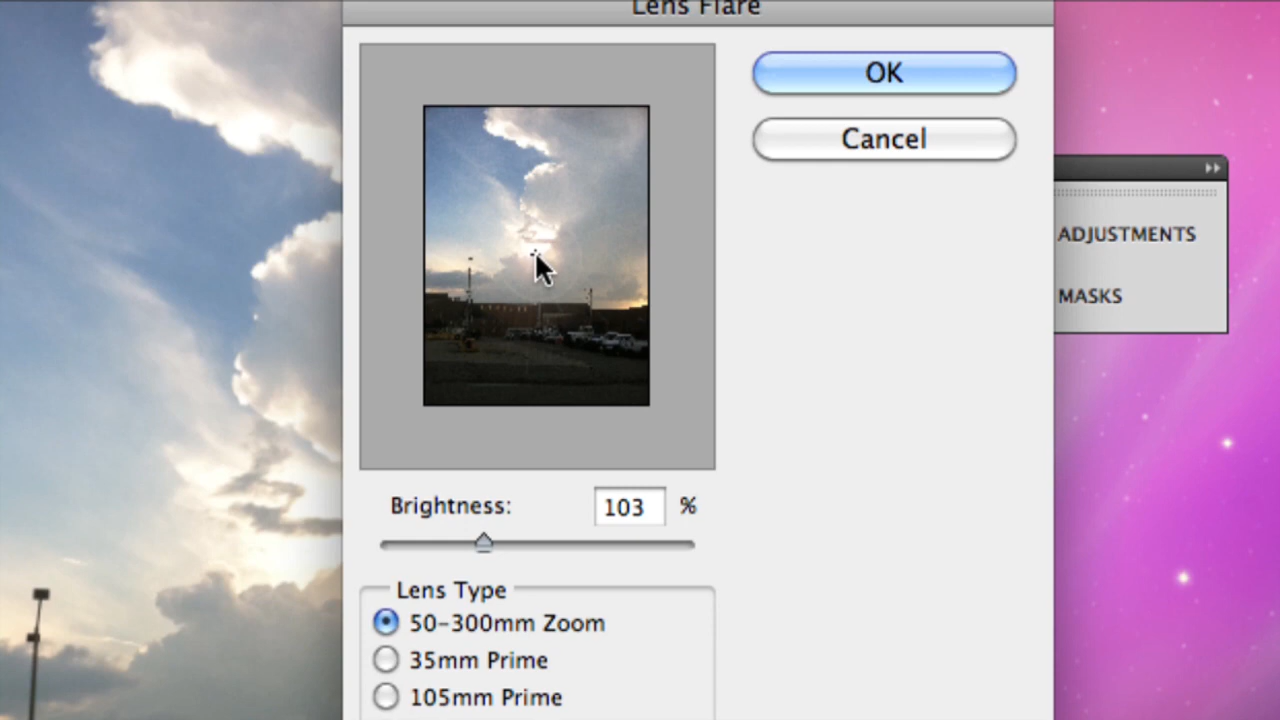 Lens Flare
OK
Cancel
ADJUSTMENTS
MASKS
Brightness: 103 %
Lens Type
50-300mm Zoom
35mm Prime
105mm Prime